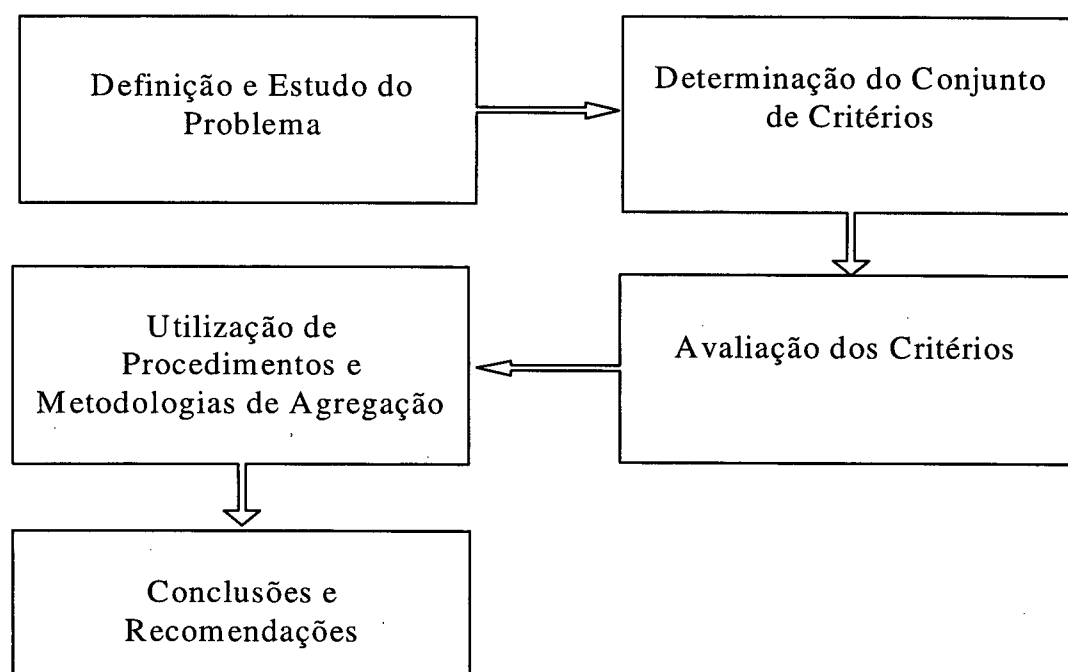 Definição e Estudo do
Problema
Determinação do Conjunto
de Critérios
Avaliação dos Critérios
Utilização de
Procedimentos e
Metodologias de Agregação
Conclusões e
Recomendações